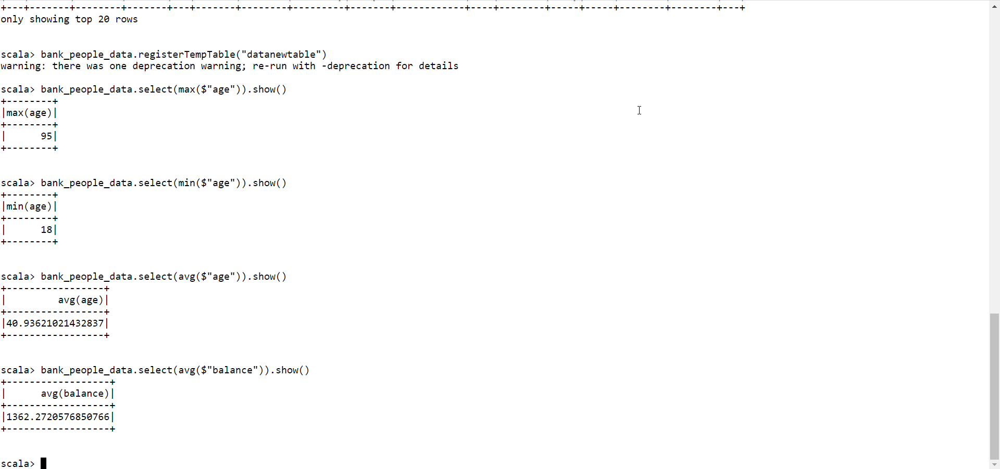 +---+-------+--------+-------+---+-------+--------+---------+-------+------------+----+--------+-----+-----+--------+--------+---+
only showing top 20 rows
scala> bank_people_data.registerTempTable("datanewtable")
warning: there was one deprecation warning; re-run with -deprecation for details
scala> bank_people_data.select(max($"age")).show()
+--------+
|max(age)|
+--------+
|      95|
+--------+
scala> bank_people_data.select(min($"age")).show()
+--------+
|min(age)|
+--------+
|      18|
+--------+
scala> bank_people_data.select(avg($"age")).show()
+-----------------+
|         avg(age)|
+-----------------+
|40.93621021432837|
+-----------------+
scala> bank_people_data.select(avg($"balance")).show()
+------------------+
|      avg(balance)|
+------------------+
|1362.2720576850766|
+------------------+
scala>